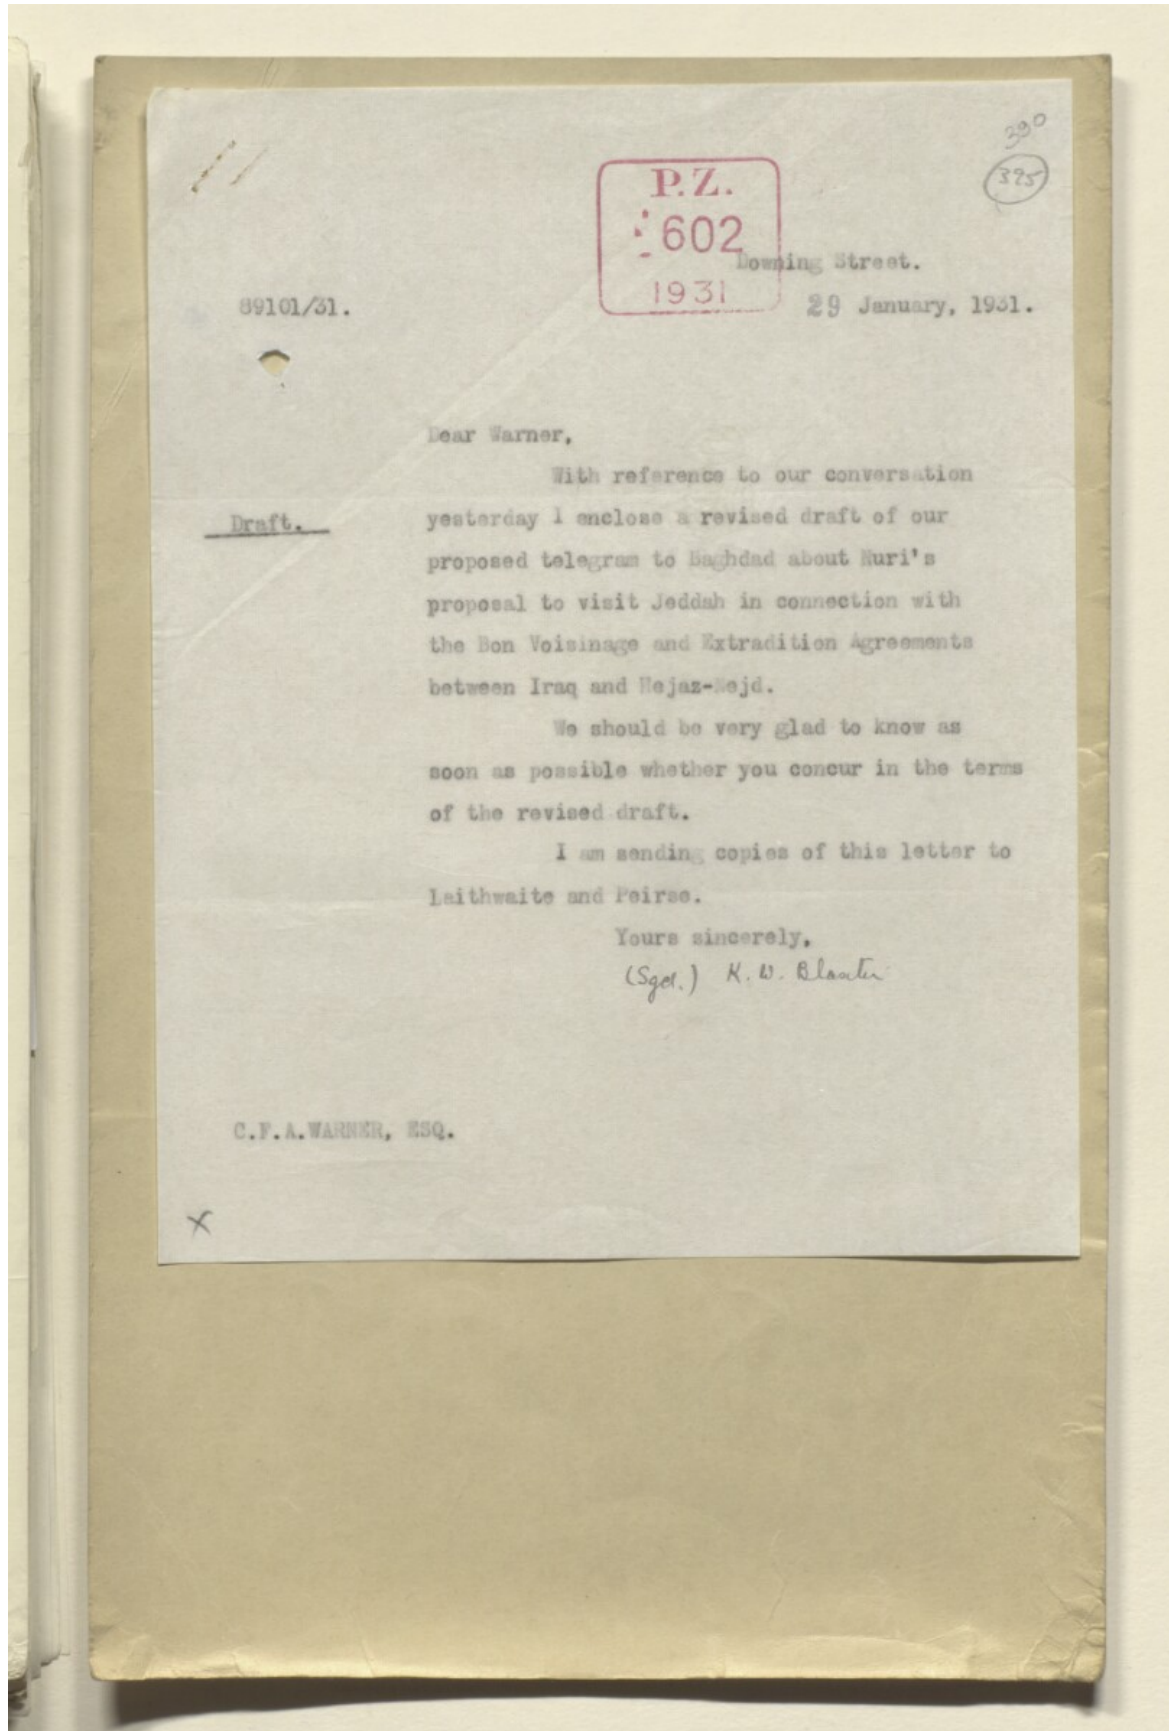 390
395
P.Z.
602
1931
Downing Street.
89101/31.
29 January, 1931.
Dear Warner,
With reference to our conversation
Draft.
yesterday I enclose a revised draft of our
proposed telegram to Baghdad about Nuri's
proposal to visit Jeddah in connection with
the Bon Voisinage and Extradition Agreements
between Iraq and Hejaz-Nejd.
We should be very glad to know as
soon as possible whether you concur in the terms
of the revised draft.
I am sending copies of this letter to
Laithwaite and Peirse.
Yours sincerely,
(Sgd.) K. W. Blaxter
C.F.A.WARNER, ESQ.
X